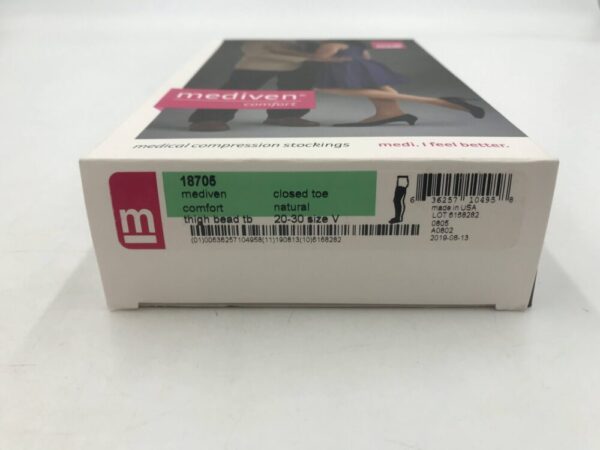 mediven®
comfort
medical compression stockings
medi. I feel better.
m
18705
mediven closed toe
comfort natural
thigh bead tb 20-30 size V
(01)00636257104958(11)190813(10)5168282
6 36257 10495 8
made in USA
LOT 5168282
0805
A0802
2019-08-13